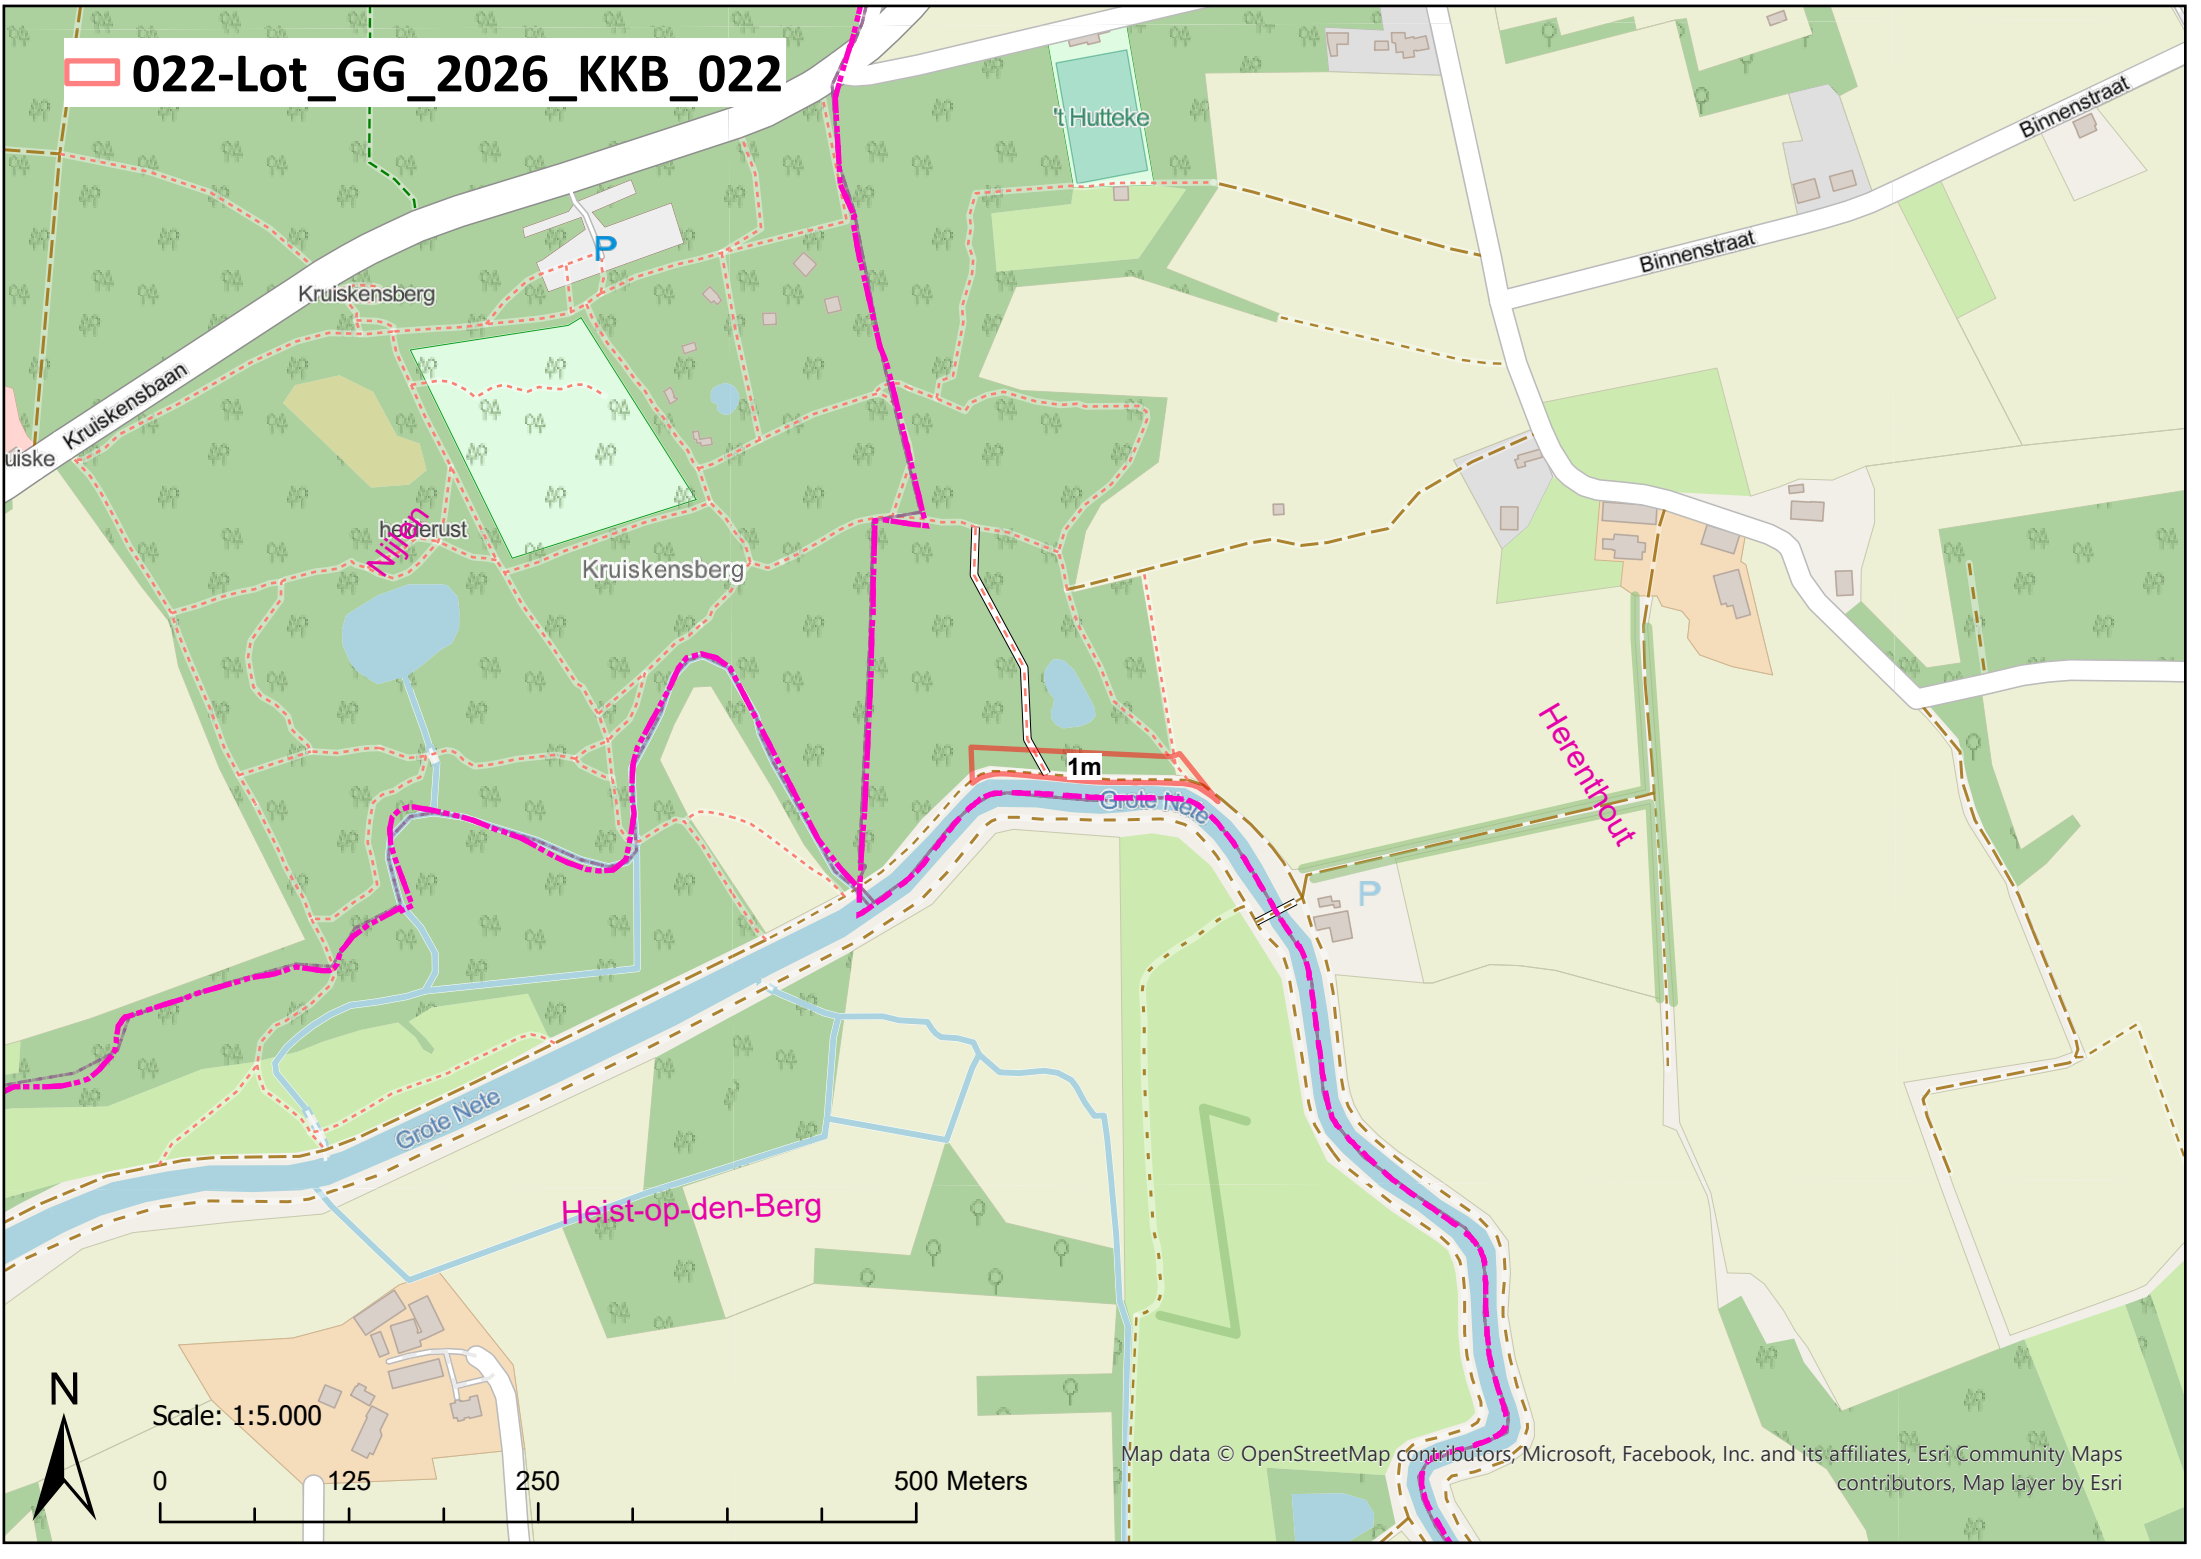 022-Lot_GG_2026_KKB_022
't Hutteke
Binnenstraat
Binnenstraat
P
Kruiskensberg
Kruiskensbaan
uiske
heiderust
Nijlen
Kruiskensberg
Herenthout
1m
Grote Nete
P
Grote Nete
Heist-op-den-Berg
N
Scale: 1:5.000
0 125 250 500 Meters
Map data © OpenStreetMap contributors, Microsoft, Facebook, Inc. and its affiliates, Esri Community Maps
contributors, Map layer by Esri